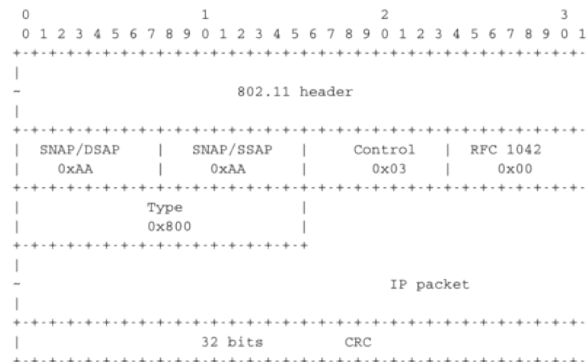 0                   1                   2                   3
0 1 2 3 4 5 6 7 8 9 0 1 2 3 4 5 6 7 8 9 0 1 2 3 4 5 6 7 8 9 0 1
802.11 header
SNAP/DSAP | SNAP/SSAP | Control | RFC 1042
0xAA | 0xAA | 0x03 | 0x00
Type
0x800
IP packet
32 bits CRC